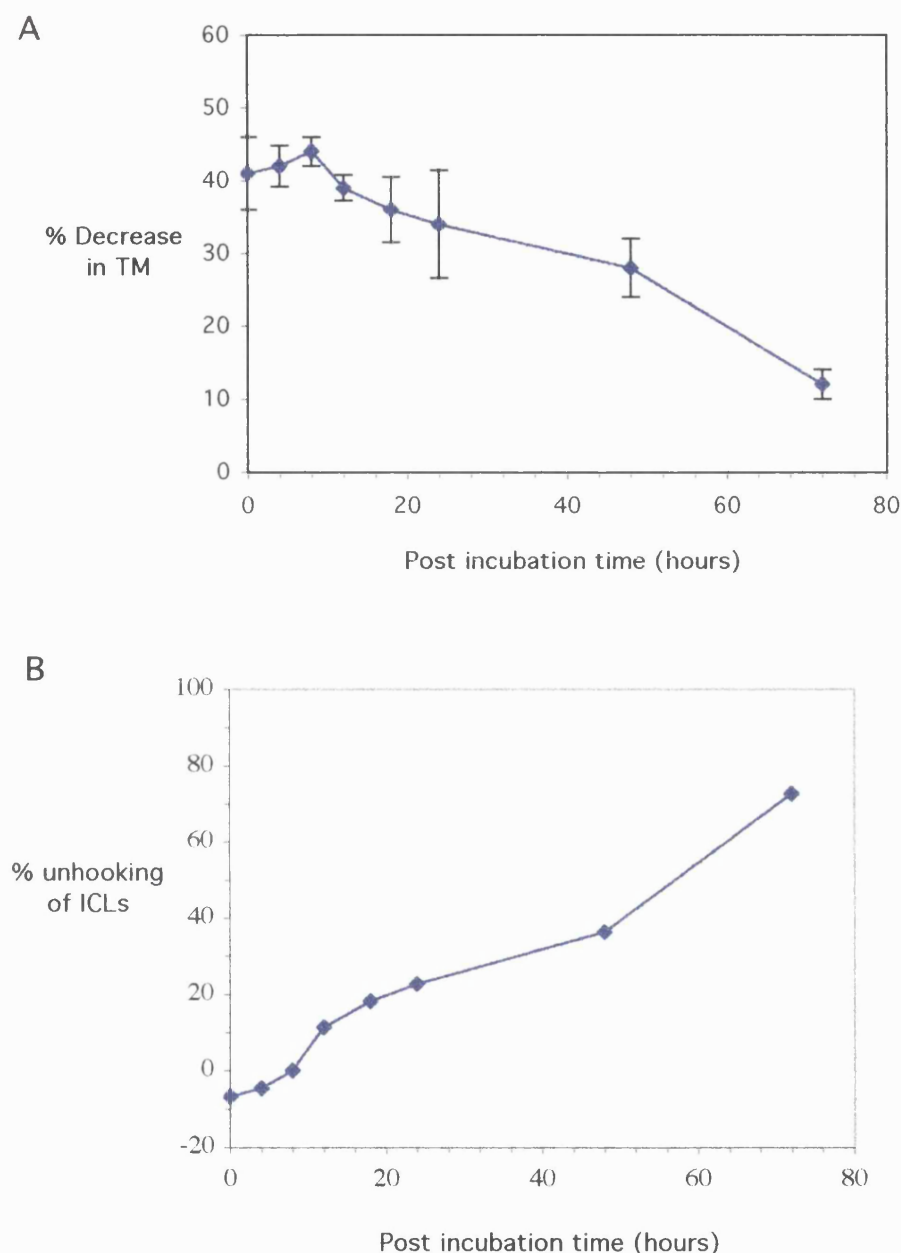 A
60
50
40
30
20
10
0
% Decrease
in TM
0 20 40 60 80
Post incubation time (hours)
B
100
80
60
40
20
0
-20
% unhooking
of ICLs
0 20 40 60 80
Post incubation time (hours)